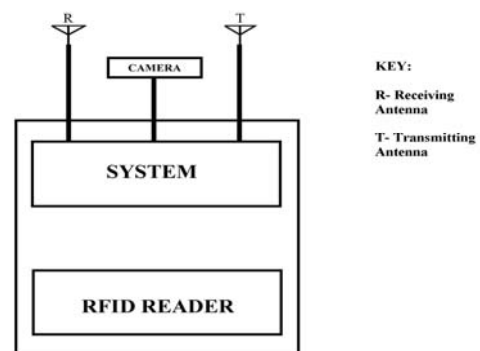 R
T
CAMERA
SYSTEM
RFID READER
KEY:
R- Receiving
Antenna
T- Transmitting
Antenna